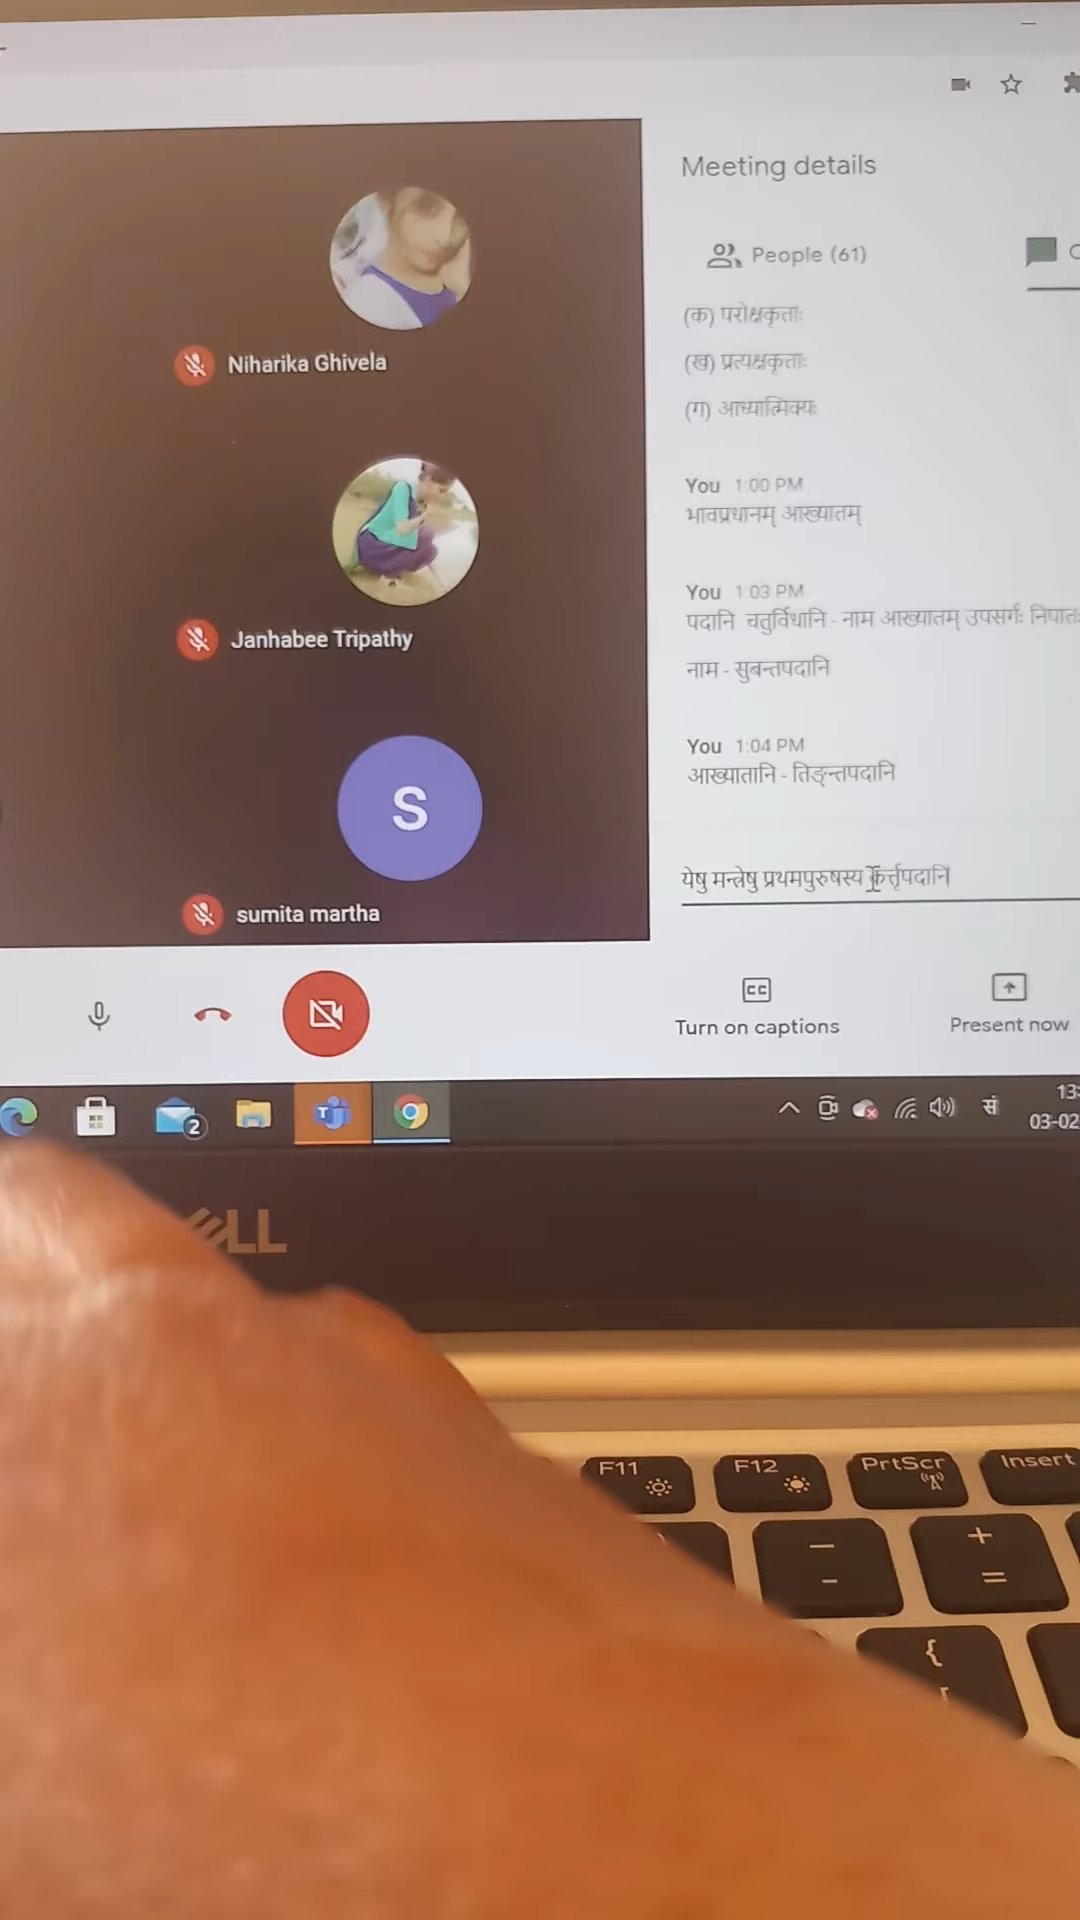 Meeting details
People (61)
(क) परोक्षकृताः
(ख) प्रत्यक्षकृताः
(ग) आध्यात्मिक्यः
You 1:00 PM
भावप्रधानम् आख्यातम्
You 1:03 PM
पदानि चतुर्विधानि - नाम आख्यातम् उपसर्गः निपातः
नाम - सुबन्तपदानि
You 1:04 PM
आख्यातानि - तिङ्न्तपदानि
येषु मन्त्रेषु प्रथमपुरुषस्य कर्त्तृपदानि
Turn on captions
Present now
Niharika Ghivela
Janhabee Tripathy
S
sumita martha
2
सं
03-02
F11
F12
PrtScr
Insert